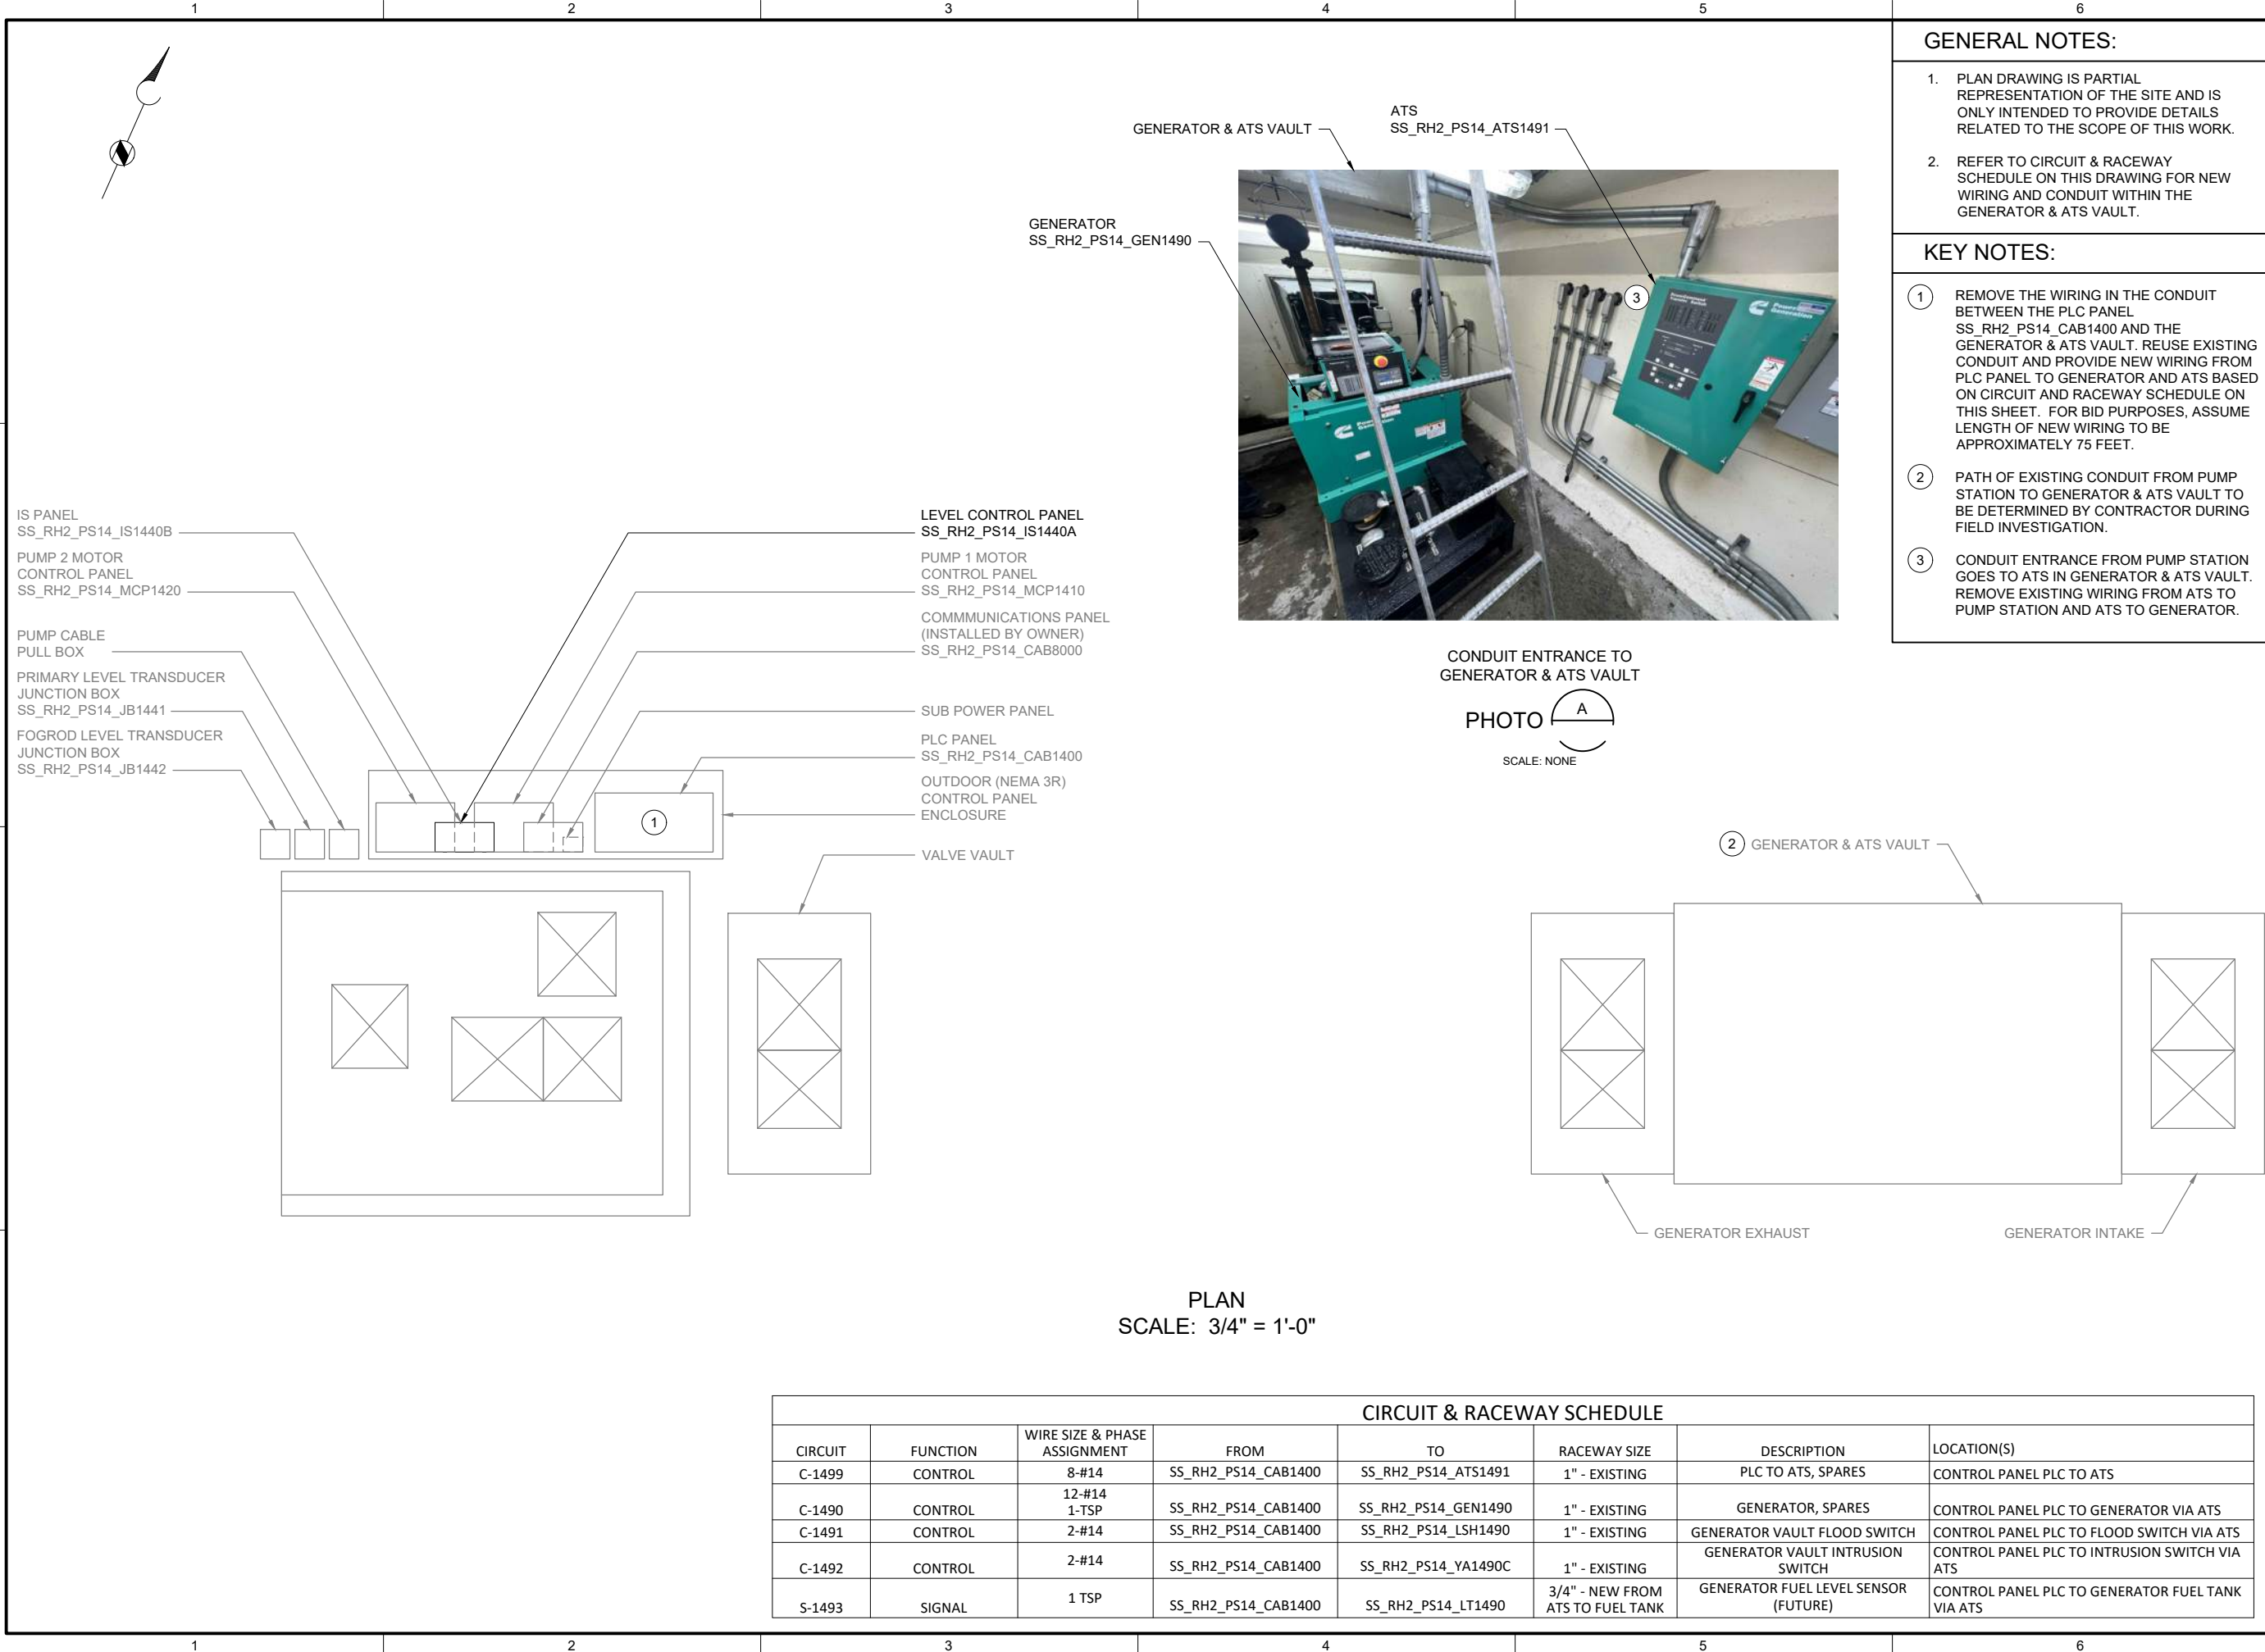 1 2 3 4 5 6
GENERAL NOTES:
1. PLAN DRAWING IS PARTIAL
REPRESENTATION OF THE SITE AND IS
ONLY INTENDED TO PROVIDE DETAILS
RELATED TO THE SCOPE OF THIS WORK.
2. REFER TO CIRCUIT & RACEWAY
SCHEDULE ON THIS DRAWING FOR NEW
WIRING AND CONDUIT WITHIN THE
GENERATOR & ATS VAULT.
KEY NOTES:
1 REMOVE THE WIRING IN THE CONDUIT
BETWEEN THE PLC PANEL
SS_RH2_PS14_CAB1400 AND THE
GENERATOR & ATS VAULT. REUSE EXISTING
CONDUIT AND PROVIDE NEW WIRING FROM
PLC PANEL TO GENERATOR AND ATS BASED
ON CIRCUIT AND RACEWAY SCHEDULE ON
THIS SHEET. FOR BID PURPOSES, ASSUME
LENGTH OF NEW WIRING TO BE
APPROXIMATELY 75 FEET.
2 PATH OF EXISTING CONDUIT FROM PUMP
STATION TO GENERATOR & ATS VAULT TO
BE DETERMINED BY CONTRACTOR DURING
FIELD INVESTIGATION.
3 CONDUIT ENTRANCE FROM PUMP STATION
GOES TO ATS IN GENERATOR & ATS VAULT.
REMOVE EXISTING WIRING FROM ATS TO
PUMP STATION AND ATS TO GENERATOR.
GENERATOR & ATS VAULT
ATS
SS_RH2_PS14_ATS1491
GENERATOR
SS_RH2_PS14_GEN1490
3
Power
Generation
CONDUIT ENTRANCE TO
GENERATOR & ATS VAULT
PHOTO A
SCALE: NONE
IS PANEL
SS_RH2_PS14_IS1440B
PUMP 2 MOTOR
CONTROL PANEL
SS_RH2_PS14_MCP1420
PUMP CABLE
PULL BOX
PRIMARY LEVEL TRANSDUCER
JUNCTION BOX
SS_RH2_PS14_JB1441
FOGROD LEVEL TRANSDUCER
JUNCTION BOX
SS_RH2_PS14_JB1442
LEVEL CONTROL PANEL
SS_RH2_PS14_IS1440A
PUMP 1 MOTOR
CONTROL PANEL
SS_RH2_PS14_MCP1410
COMMMUNICATIONS PANEL
(INSTALLED BY OWNER)
SS_RH2_PS14_CAB8000
SUB POWER PANEL
PLC PANEL
SS_RH2_PS14_CAB1400
OUTDOOR (NEMA 3R)
CONTROL PANEL
ENCLOSURE
1
VALVE VAULT
2 GENERATOR & ATS VAULT
GENERATOR EXHAUST
GENERATOR INTAKE
PLAN
SCALE: 3/4" = 1'-0"
CIRCUIT & RACEWAY SCHEDULE
CIRCUIT FUNCTION WIRE SIZE & PHASE ASSIGNMENT FROM TO RACEWAY SIZE DESCRIPTION LOCATION(S)
C-1499 CONTROL 8-#14 SS_RH2_PS14_CAB1400 SS_RH2_PS14_ATS1491 1" - EXISTING PLC TO ATS, SPARES CONTROL PANEL PLC TO ATS
C-1490 CONTROL 12-#14 1-TSP SS_RH2_PS14_CAB1400 SS_RH2_PS14_GEN1490 1" - EXISTING GENERATOR, SPARES CONTROL PANEL PLC TO GENERATOR VIA ATS
C-1491 CONTROL 2-#14 SS_RH2_PS14_CAB1400 SS_RH2_PS14_LSH1490 1" - EXISTING GENERATOR VAULT FLOOD SWITCH CONTROL PANEL PLC TO FLOOD SWITCH VIA ATS
C-1492 CONTROL 2-#14 SS_RH2_PS14_CAB1400 SS_RH2_PS14_YA1490C 1" - EXISTING GENERATOR VAULT INTRUSION SWITCH CONTROL PANEL PLC TO INTRUSION SWITCH VIA ATS
S-1493 SIGNAL 1 TSP SS_RH2_PS14_CAB1400 SS_RH2_PS14_LT1490 3/4" - NEW FROM ATS TO FUEL TANK GENERATOR FUEL LEVEL SENSOR (FUTURE) CONTROL PANEL PLC TO GENERATOR FUEL TANK VIA ATS
1 2 3 4 5 6